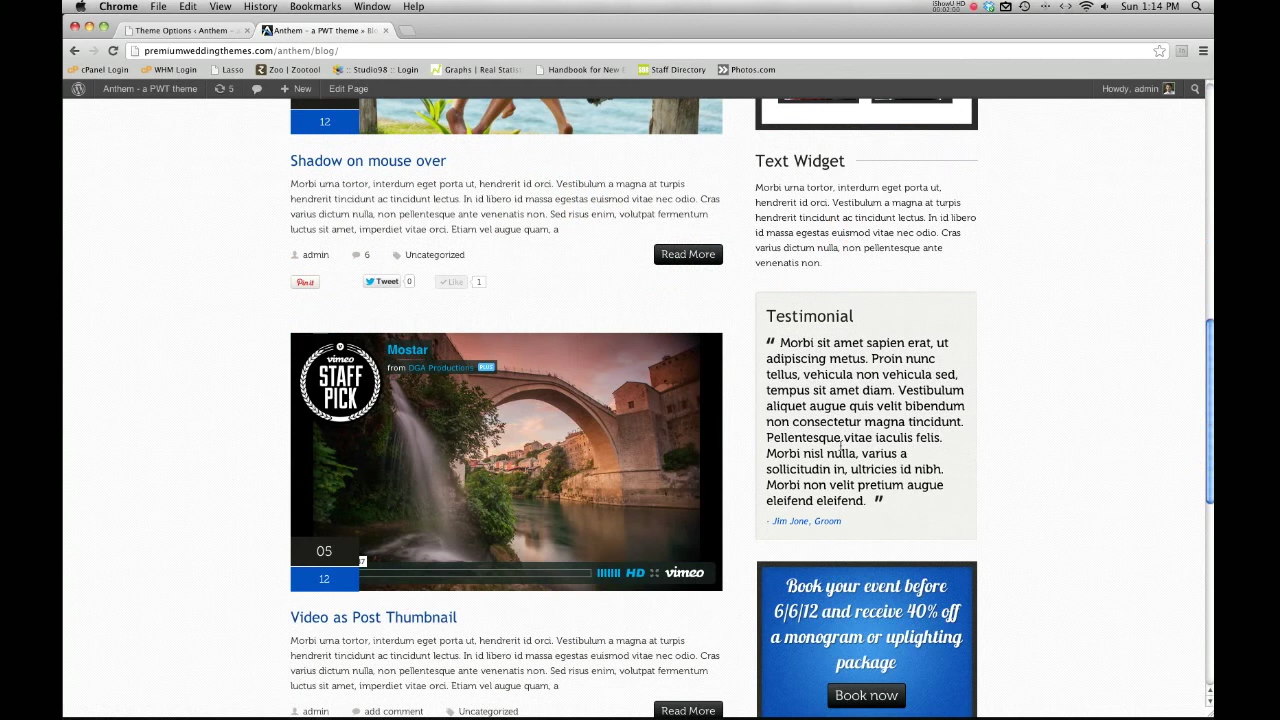 Chrome File Edit View History Bookmarks Window Help
iShowU HD
00:02:00
Sun 1:14 PM
Theme Options ‹ Anthem – a
Anthem – a PWT theme » Blo
premiumweddingthemes.com/anthem/blog/
cPanel Login WHM Login Lasso Zoo | Zootool :: Studio98 :: Login Graphs | Real Statis Handbook for New E Staff Directory Photos.com
Anthem - a PWT theme 5 + New Edit Page Howdy, admin
12
Shadow on mouse over
Morbi urna tortor, interdum eget porta ut, hendrerit id orci. Vestibulum a magna at turpis
hendrerit tincidunt ac tincidunt lectus. In id libero id massa egestas euismod vitae nec odio. Cras
varius dictum nulla, non pellentesque ante venenatis non. Sed risus enim, volutpat fermentum
luctus sit amet, imperdiet vitae orci. Etiam vel augue quam, a
admin 6 Uncategorized Read More
Pin it Tweet 0 Like 1
vimeo
STAFF
PICK
Mostar
from DGA Productions PLUS
05
12
HD vimeo
Video as Post Thumbnail
Morbi urna tortor, interdum eget porta ut, hendrerit id orci. Vestibulum a magna at turpis
hendrerit tincidunt ac tincidunt lectus. In id libero id massa egestas euismod vitae nec odio. Cras
varius dictum nulla, non pellentesque ante venenatis non. Sed risus enim, volutpat fermentum
luctus sit amet, imperdiet vitae orci. Etiam vel augue quam, a
admin add comment Uncategorized Read More
Text Widget
Morbi urna tortor, interdum eget porta ut,
hendrerit id orci. Vestibulum a magna at turpis
hendrerit tincidunt ac tincidunt lectus. In id libero
id massa egestas euismod vitae nec odio. Cras
varius dictum nulla, non pellentesque ante
venenatis non.
Testimonial
“ Morbi sit amet sapien erat, ut
adipiscing metus. Proin nunc
tellus, vehicula non vehicula sed,
tempus sit amet diam. Vestibulum
aliquet augue quis velit bibendum
non consectetur magna tincidunt.
Pellentesque vitae iaculis felis.
Morbi nisl nulla, varius a
sollicitudin in, ultricies id nibh.
Morbi non velit pretium augue
eleifend eleifend. ”
- Jim Jone, Groom
Book your event before
6/6/12 and receive 40% off
a monogram or uplighting
package
Book now